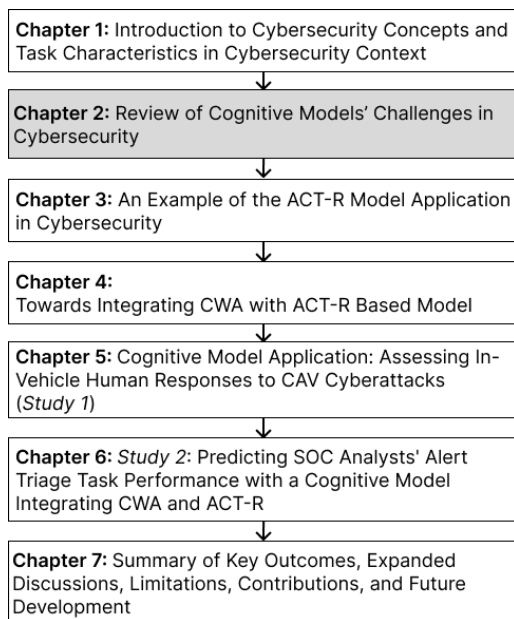 Chapter 1: Introduction to Cybersecurity Concepts and
Task Characteristics in Cybersecurity Context
Chapter 2: Review of Cognitive Models’ Challenges in
Cybersecurity
Chapter 3: An Example of the ACT-R Model Application
in Cybersecurity
Chapter 4:
Towards Integrating CWA with ACT-R Based Model
Chapter 5: Cognitive Model Application: Assessing In-
Vehicle Human Responses to CAV Cyberattacks
(Study 1)
Chapter 6: Study 2: Predicting SOC Analysts' Alert
Triage Task Performance with a Cognitive Model
Integrating CWA and ACT-R
Chapter 7: Summary of Key Outcomes, Expanded
Discussions, Limitations, Contributions, and Future
Development